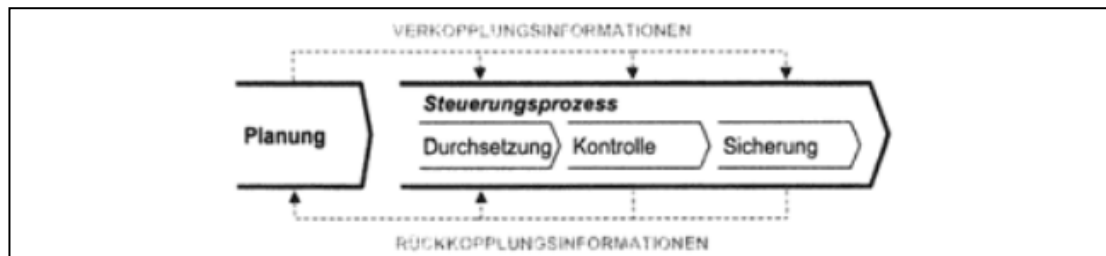 VERKOPPLUNGSINFORMATIONEN
Steuerungsprozess
Planung
Durchsetzung
Kontrolle
Sicherung
RÜCKKOPPLUNGSINFORMATIONEN